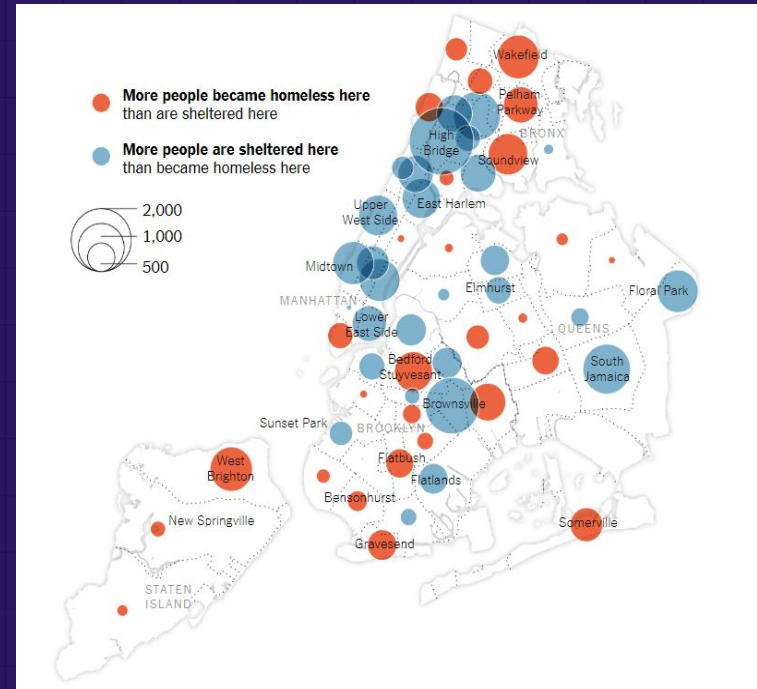 More people became homeless here
than are sheltered here
More people are sheltered here
than became homeless here
2,000
1,000
500
Wakefield
Pelham
Parkway
BRONX
High
Bridge
Soundview
Upper
West Side
East Harlem
Midtown
MANHATTAN
Elmhurst
Floral Park
Lower
East Side
QUEENS
Bedford
Stuyvesant
South
Jamaica
Brownsville
Sunset Park
BROOKLYN
Flatbush
West
Brighton
Flatlands
Bensonhurst
New Springville
Somerville
Gravesend
STATEN
ISLAND